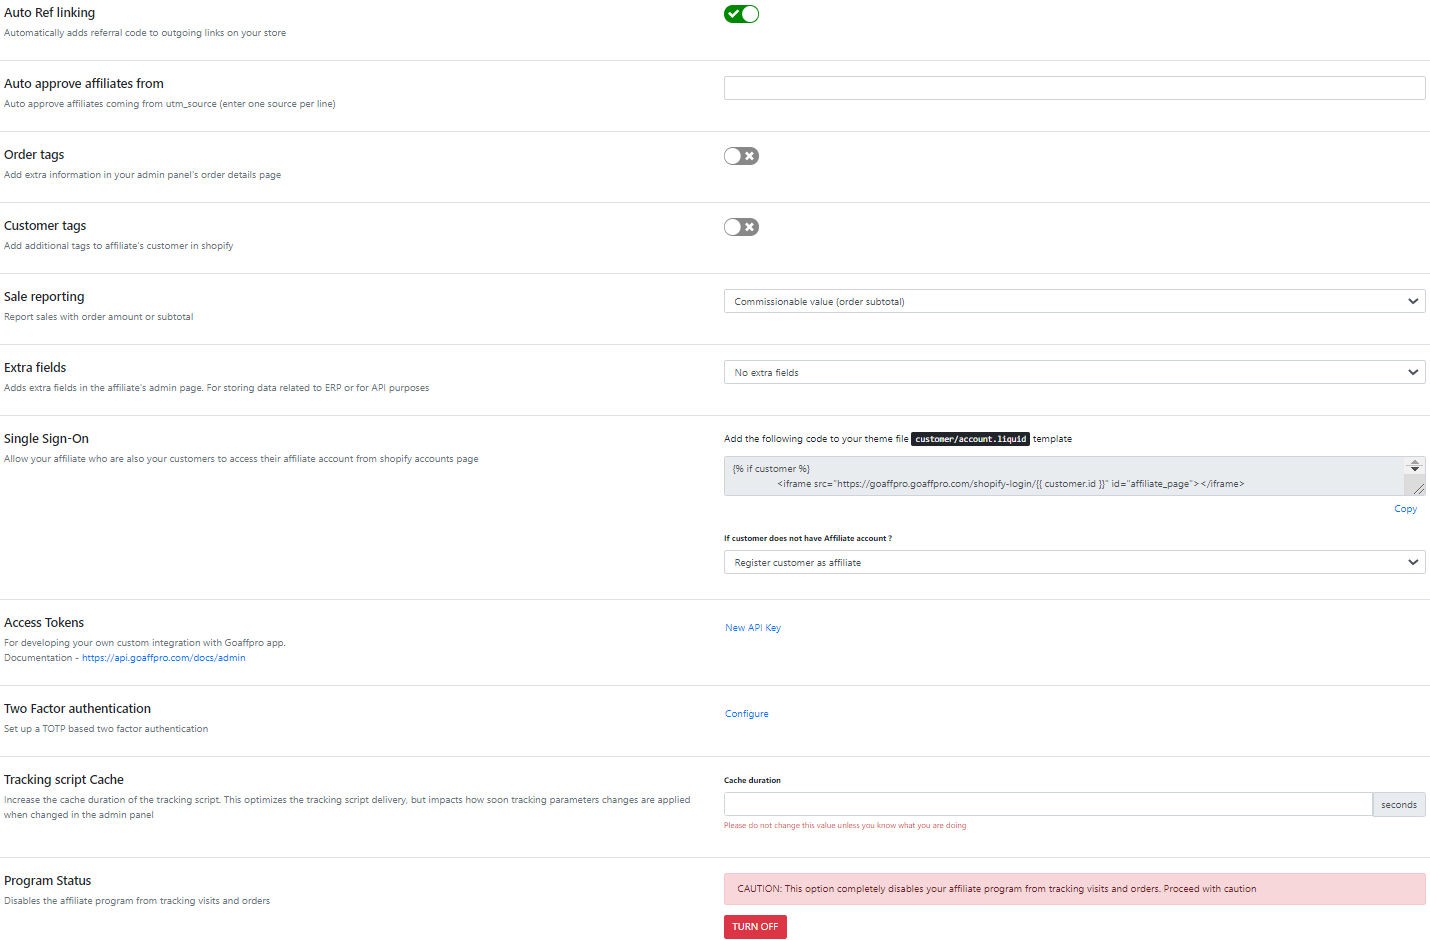 Auto Ref linking
Automatically adds referral code to outgoing links on your store
Auto approve affiliates from
Auto approve affiliates coming from utm_source (enter one source per line)
Order tags
Add extra information in your admin panel's order details page
Customer tags
Add additional tags to affiliate's customer in shopify
Sale reporting
Report sales with order amount or subtotal
Commissionable value (order subtotal)
Extra fields
Adds extra fields in the affiliate's admin page. For storing data related to ERP or for API purposes
No extra fields
Single Sign-On
Allow your affiliate who are also your customers to access their affiliate account from shopify accounts page
Add the following code to your theme file customer/account.liquid template
{% if customer %}
<iframe src="https://goaffpro.goaffpro.com/shopify-login/{{ customer.id }}" id="affiliate_page"></iframe>
Copy
If customer does not have Affiliate account ?
Register customer as affiliate
Access Tokens
For developing your own custom integration with Goaffpro app.
Documentation - https://api.goaffpro.com/docs/admin
New API Key
Two Factor authentication
Set up a TOTP based two factor authentication
Configure
Tracking script Cache
Increase the cache duration of the tracking script. This optimizes the tracking script delivery, but impacts how soon tracking parameters changes are applied
when changed in the admin panel
Cache duration
seconds
Please do not change this value unless you know what you are doing
Program Status
Disables the affiliate program from tracking visits and orders
CAUTION: This option completely disables your affiliate program from tracking visits and orders. Proceed with caution
TURN OFF